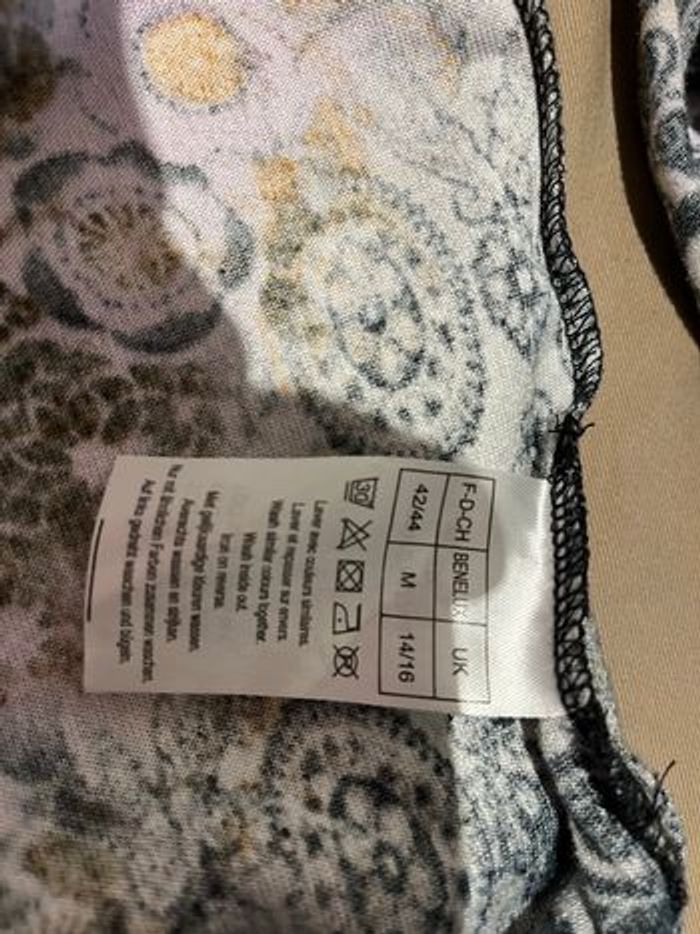 F-D-CH BENELUX UK
42/44 M 14/16
30
Laver avec couleurs similaires.
Laver et repasser sur envers.
Wash similar colours together.
Wash inside out.
Iron on reverse.
Met gelijkaardige kleuren wassen.
Averechts wassen en strijken.
Nur mit ähnlichen Farben zusammen waschen.
Auf links gedreht waschen und bügeln.